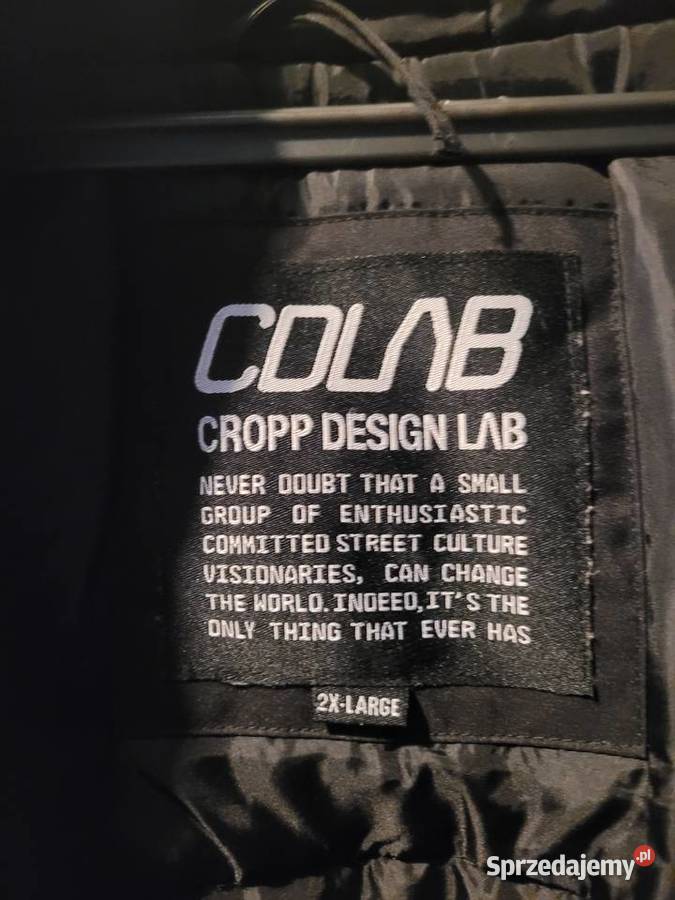 CDLAB
CROPP DESIGN LAB
NEVER DOUBT THAT A SMALL
GROUP OF ENTHUSIASTIC
COMMITTED STREET CULTURE
VISIONARIES, CAN CHANGE
THE WORLD.INDEED,IT'S THE
ONLY THING THAT EVER HAS
2X-LARGE
Sprzedajemy.pl